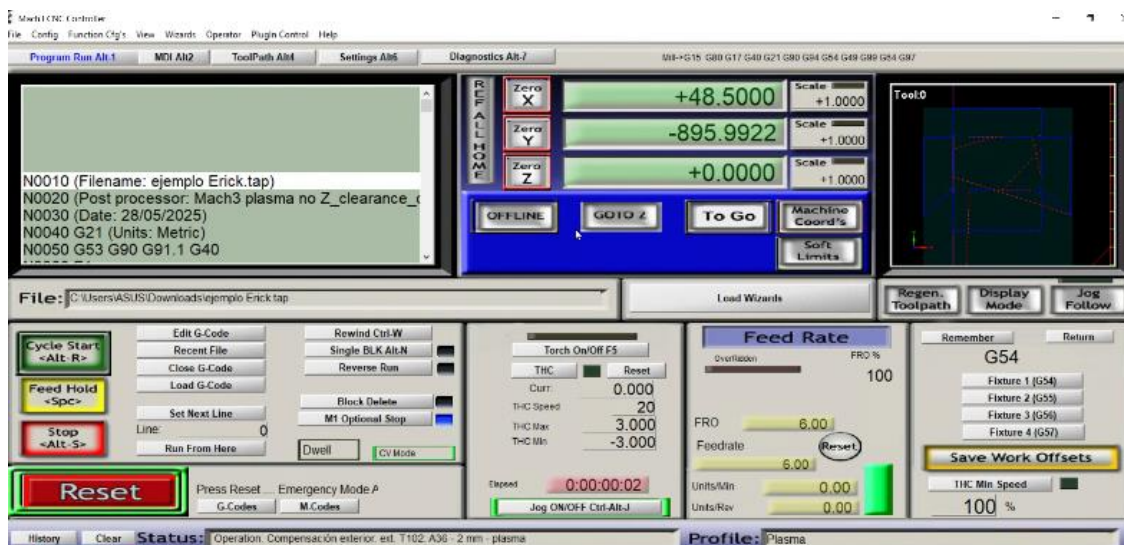 Mach3 CNC Controller
File Config Function Cfg's View Wizards Operator PlugIn Control Help
Program Run Alt-1 MDI Alt2 ToolPath Alt4 Settings Alt6 Diagnostics Alt-7
Mill->G15 G80 G17 G40 G21 G90 G94 G54 G49 G99 G64 G97
N0010 (Filename: ejemplo Erick.tap)
N0020 (Post processor: Mach3 plasma no Z_clearance_
N0030 (Date: 28/05/2025)
N0040 G21 (Units: Metric)
N0050 G53 G90 G91.1 G40
REF ALL HOME
Zero X +48.5000 Scale +1.0000
Zero Y -895.9922 Scale +1.0000
Zero Z +0.0000 Scale +1.0000
OFFLINE GOTO Z To Go Machine Coord's
Soft Limits
Tool:0
File: C:\Users\ASUS\Downloads\ejemplo Erick.tap
Load Wizards
Regen. Toolpath Display Mode Jog Follow
Cycle Start <Alt-R>
Feed Hold <Spc>
Stop <Alt-S>
Edit G-Code
Recent File
Close G-Code
Load G-Code
Set Next Line
Line: 0
Run From Here
Rewind Ctrl-W
Single BLK Alt-N
Reverse Run
Block Delete
M1 Optional Stop
Dwell CV Mode
Reset
Press Reset ... Emergency Mode A
G-Codes M-Codes
Torch On/Off F5
THC Reset
Curr. 0.000
THC Speed 20
THC Max 3.000
THC Min -3.000
Elapsed 0:00:00:02
Jog ON/OFF Ctrl-Alt-J
Feed Rate
Overridden FRO %
100
FRO 6.00
Feedrate Reset
6.00
Units/Min 0.00
Units/Rev 0.00
Remember Return
G54
Fixture 1 (G54)
Fixture 2 (G55)
Fixture 3 (G56)
Fixture 4 (G57)
Save Work Offsets
THC Min Speed
100 %
History Clear Status: Operation: Compensación exterior. ext. T102: A36 - 2 mm - plasma
Profile: Plasma